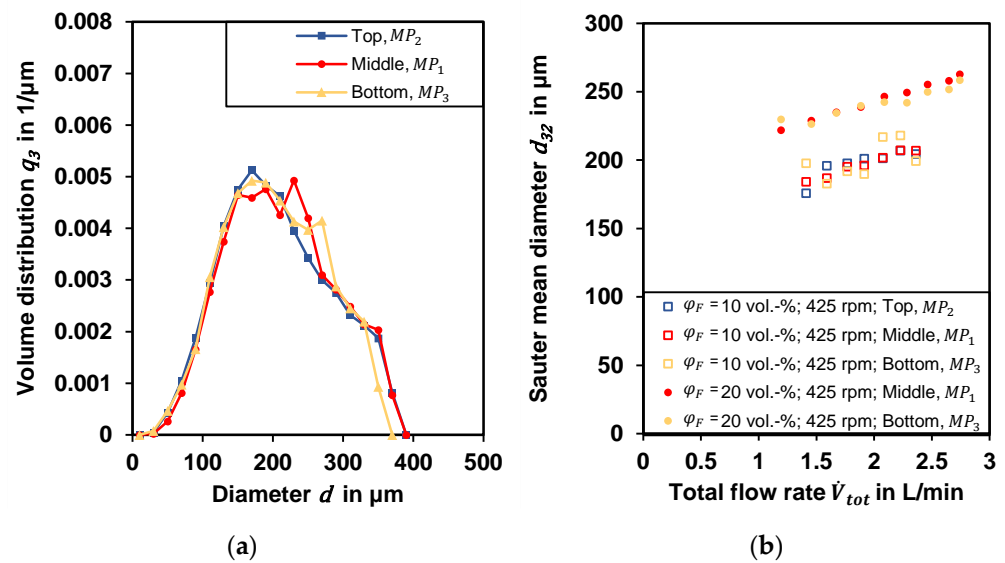 Volume distribution q3 in 1/µm
0.008
0.007
0.006
0.005
0.004
0.003
0.002
0.001
0
Top, MP2
Middle, MP1
Bottom, MP3
0 100 200 300 400 500
Diameter d in µm
(a)
Sauter mean diameter d32 in µm
300
250
200
150
100
50
0
φF = 10 vol.-%; 425 rpm; Top, MP2
φF = 10 vol.-%; 425 rpm; Middle, MP1
φF = 10 vol.-%; 425 rpm; Bottom, MP3
φF = 20 vol.-%; 425 rpm; Middle, MP1
φF = 20 vol.-%; 425 rpm; Bottom, MP3
0 0.5 1 1.5 2 2.5 3
Total flow rate V̇tot in L/min
(b)